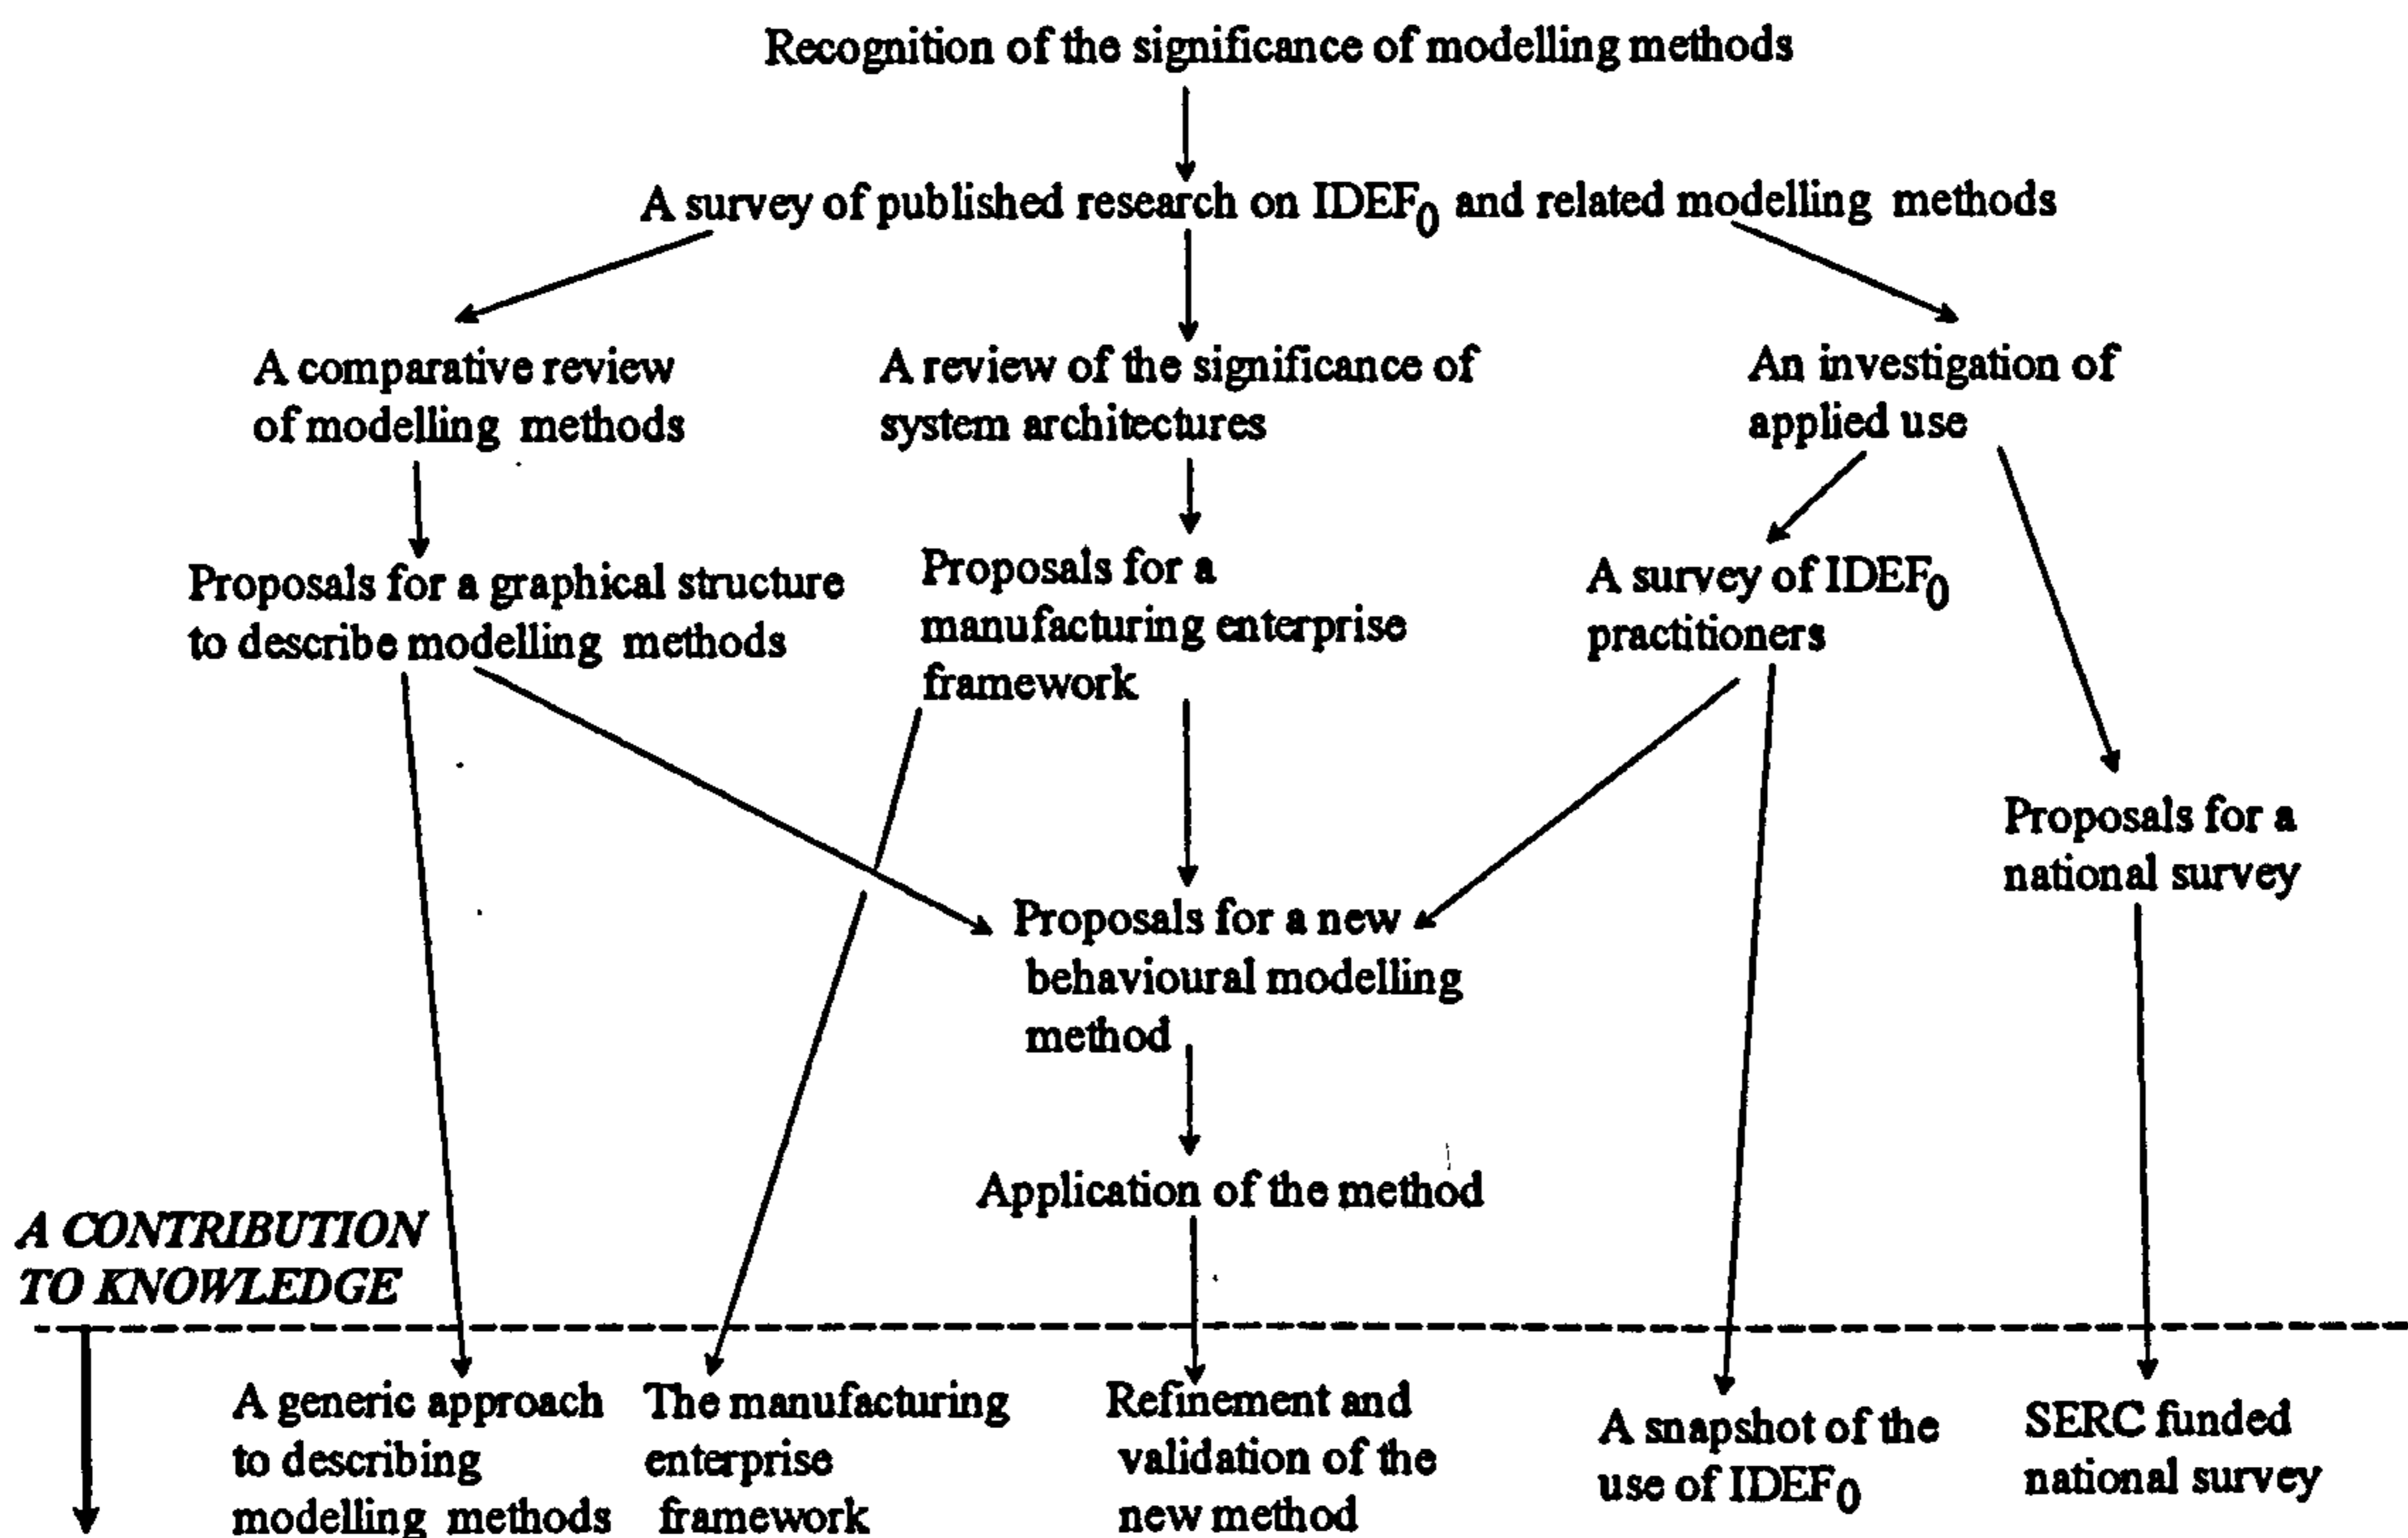 Recognition of the significance of modelling methods
A survey of published research on IDEF0 and related modelling methods
A comparative review
of modelling methods
A review of the significance of
system architectures
An investigation of
applied use
Proposals for a graphical structure
to describe modelling methods
Proposals for a
manufacturing enterprise
framework
A survey of IDEF0
practitioners
Proposals for a
national survey
Proposals for a new
behavioural modelling
method
Application of the method
A CONTRIBUTION
TO KNOWLEDGE
A generic approach
to describing
modelling methods
The manufacturing
enterprise
framework
Refinement and
validation of the
new method
A snapshot of the
use of IDEF0
SERC funded
national survey